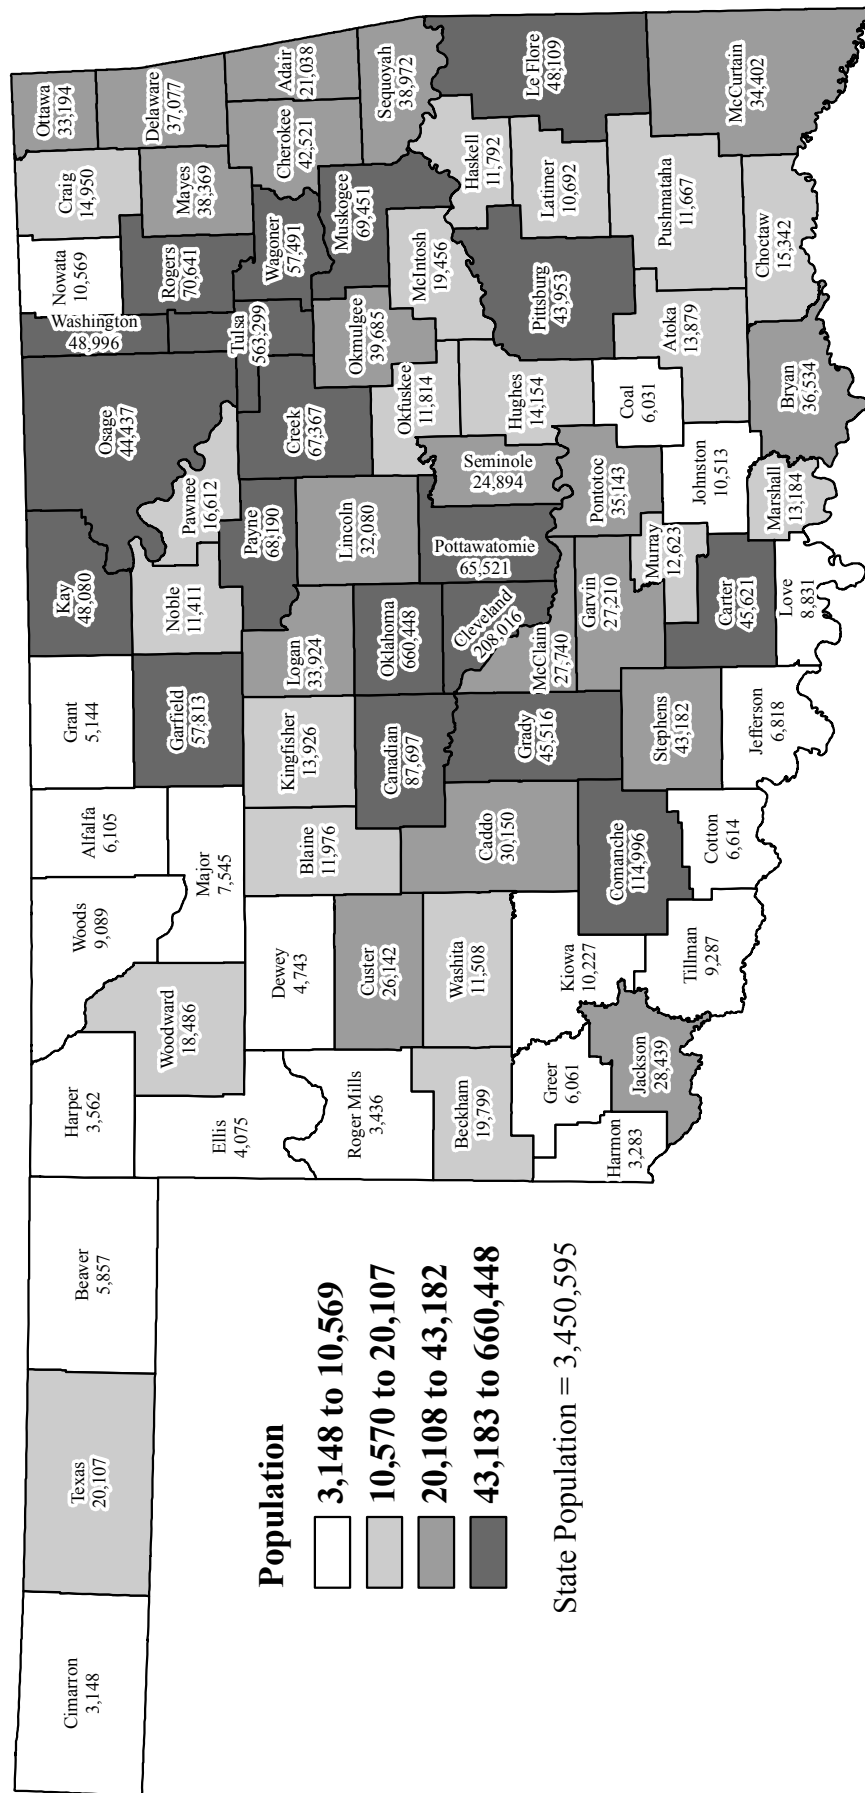 Cimarron
3,148
Texas
20,107
Beaver
5,857
Harper
3,562
Woods
9,089
Alfalfa
6,105
Grant
5,144
Kay
48,080
Osage
44,437
Washington
48,996
Nowata
10,569
Craig
14,950
Ottawa
33,194
Ellis
4,075
Woodward
18,486
Major
7,545
Garfield
57,813
Noble
11,411
Pawnee
16,612
Rogers
70,641
Mayes
38,369
Delaware
37,077
Roger Mills
3,436
Dewey
4,743
Blaine
11,976
Kingfisher
13,926
Logan
33,924
Payne
68,190
Creek
67,367
Tulsa
563,299
Wagoner
57,491
Cherokee
42,521
Adair
21,038
Custer
26,142
Canadian
87,697
Oklahoma
660,448
Lincoln
32,080
Okfuskee
11,814
Okmulgee
39,685
Muskogee
69,451
Sequoyah
38,972
Beckham
19,799
Washita
11,508
Caddo
30,150
Grady
45,516
Cleveland
208,016
McClain
27,740
Pottawatomie
65,521
Seminole
24,894
Hughes
14,154
McIntosh
19,456
Haskell
11,792
Pittsburg
43,953
Latimer
10,692
Le Flore
48,109
Greer
6,061
Kiowa
10,227
Harmon
3,283
Jackson
28,439
Tillman
9,287
Comanche
114,996
Cotton
6,614
Stephens
43,182
Jefferson
6,818
Garvin
27,210
Murray
12,623
Carter
45,621
Love
8,831
Pontotoc
35,143
Johnston
10,513
Marshall
13,184
Coal
6,031
Atoka
13,879
Bryan
36,534
Pushmataha
11,667
Choctaw
15,342
McCurtain
34,402
Population
3,148 to 10,569
10,570 to 20,107
20,108 to 43,182
43,183 to 660,448
State Population = 3,450,595